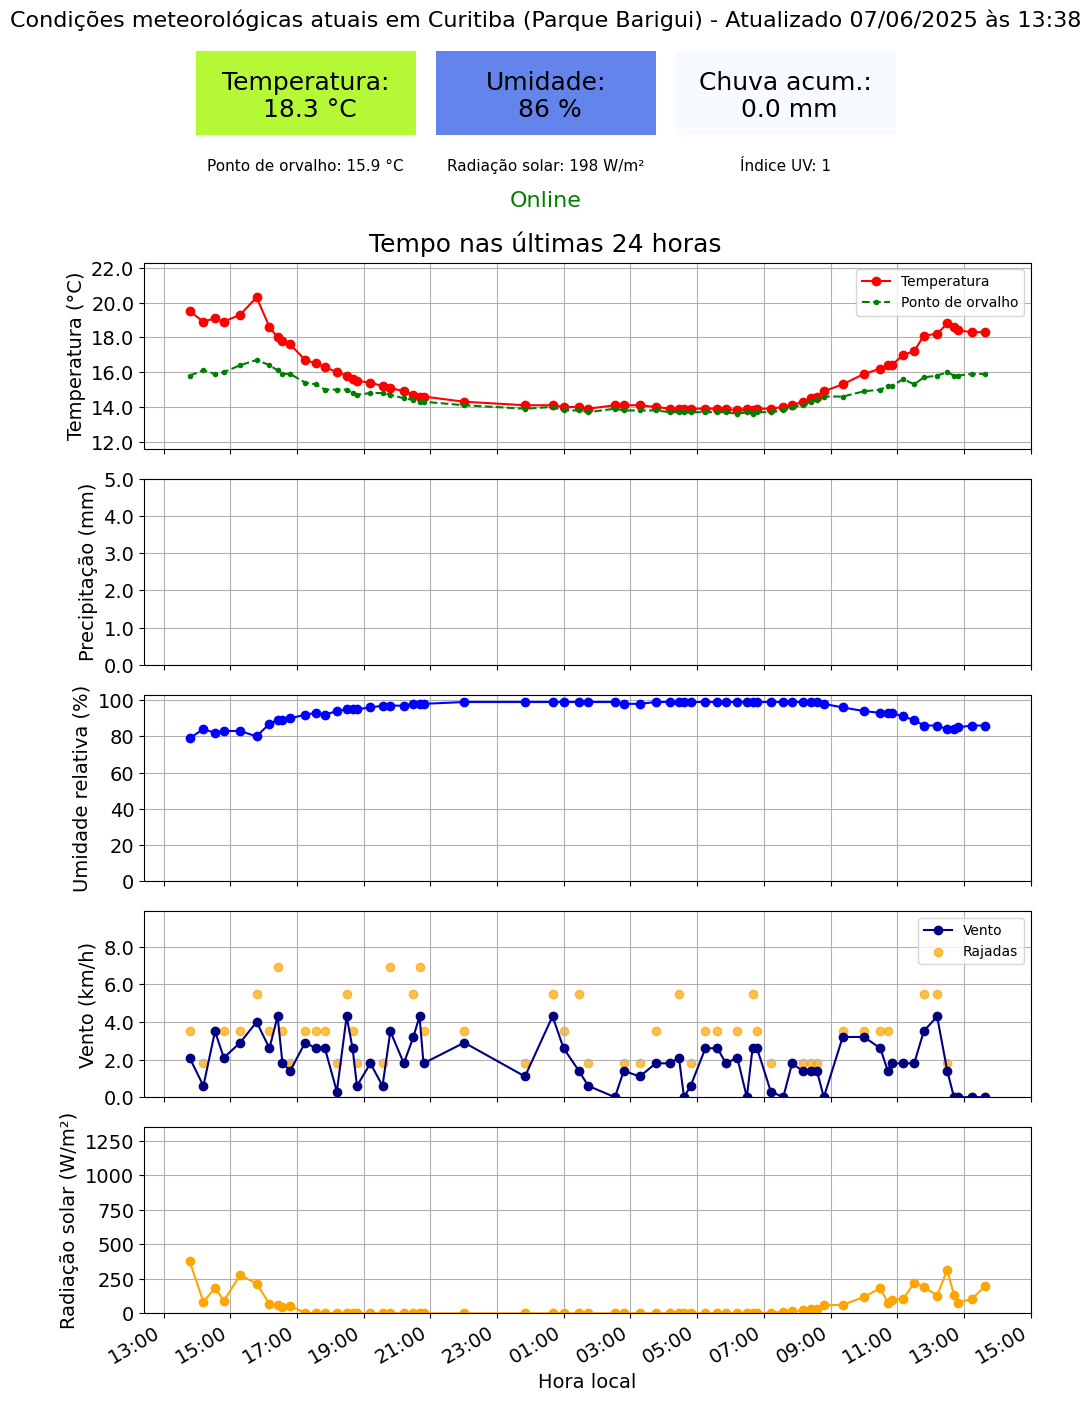 Condições meteorológicas atuais em Curitiba (Parque Barigui) - Atualizado 07/06/2025 às 13:38
Temperatura:
18.3 °C
Umidade:
86 %
Chuva acum.:
0.0 mm
Ponto de orvalho: 15.9 °C
Radiação solar: 198 W/m²
Índice UV: 1
Online
Tempo nas últimas 24 horas
Temperatura (°C)
22.0
20.0
18.0
16.0
14.0
12.0
Temperatura
Ponto de orvalho
Precipitação (mm)
5.0
4.0
3.0
2.0
1.0
0.0
Umidade relativa (%)
100
80
60
40
20
0
Vento (km/h)
8.0
6.0
4.0
2.0
0.0
Vento
Rajadas
Radiação solar (W/m²)
1250
1000
750
500
250
0
13:00
15:00
17:00
19:00
21:00
23:00
01:00
03:00
05:00
07:00
09:00
11:00
13:00
15:00
Hora local